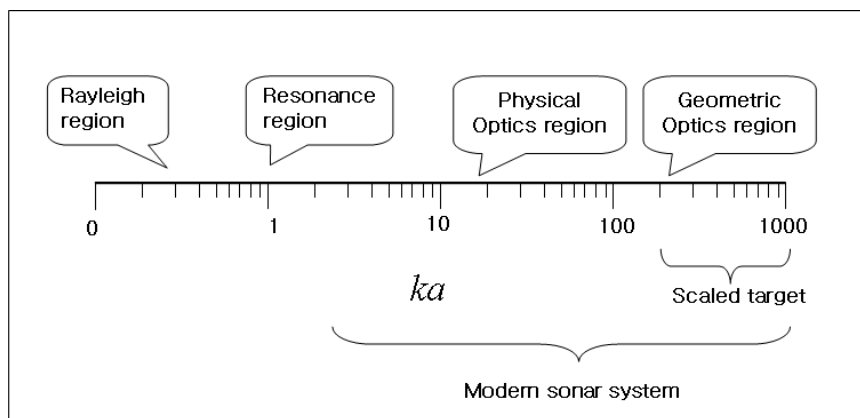 Rayleigh
region
Resonance
region
Physical
Optics region
Geometric
Optics region
0
1
10
100
1000
ka
Scaled target
Modern sonar system